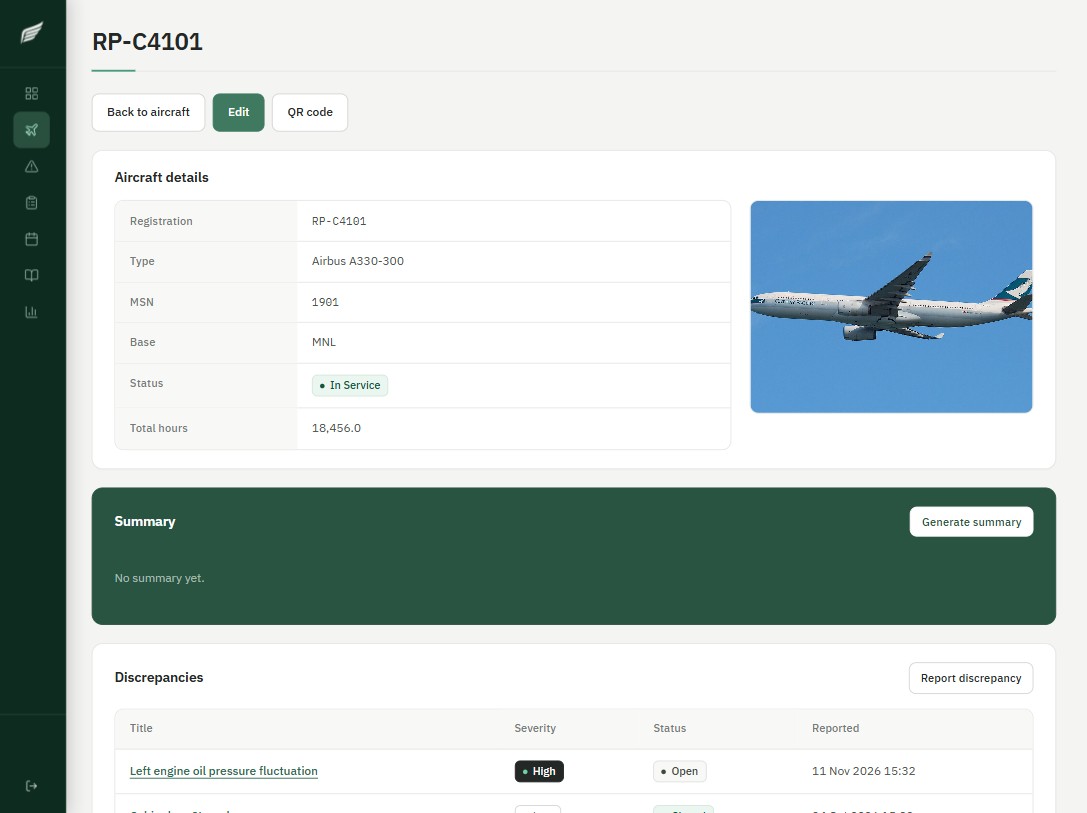 RP-C4101
Back to aircraft
Edit
QR code
Aircraft details
Registration RP-C4101
Type Airbus A330-300
MSN 1901
Base MNL
Status In Service
Total hours 18,456.0
Summary
Generate summary
No summary yet.
Discrepancies
Report discrepancy
Title Severity Status Reported
Left engine oil pressure fluctuation High Open 11 Nov 2026 15:32